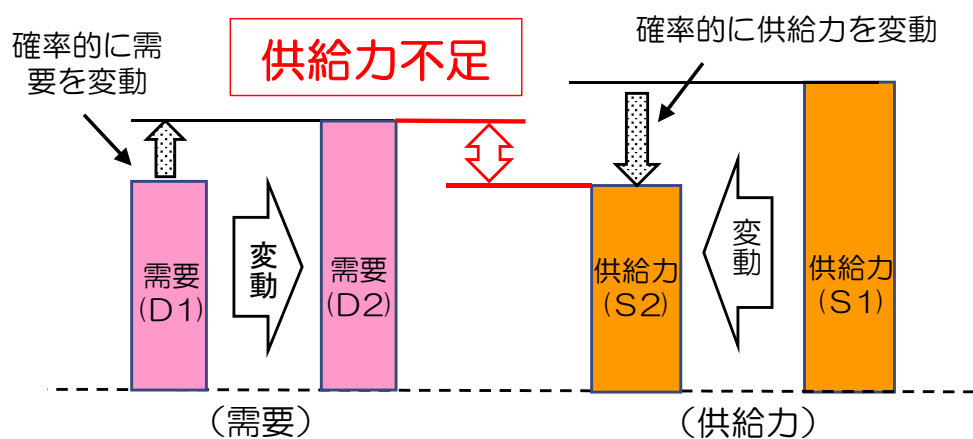 確率的に需
要を変動
供給力不足
確率的に供給力を変動
需要
(D1)
変動
需要
(D2)
供給力
(S2)
変動
供給力
(S1)
(需要)
(供給力)